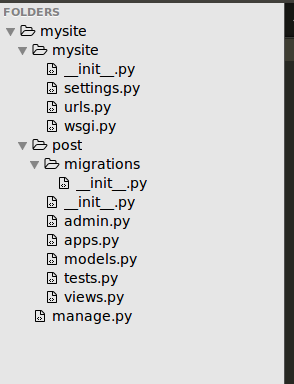 FOLDERS
mysite
mysite
__init__.py
settings.py
urls.py
wsgi.py
post
migrations
__init__.py
__init__.py
admin.py
apps.py
models.py
tests.py
views.py
manage.py